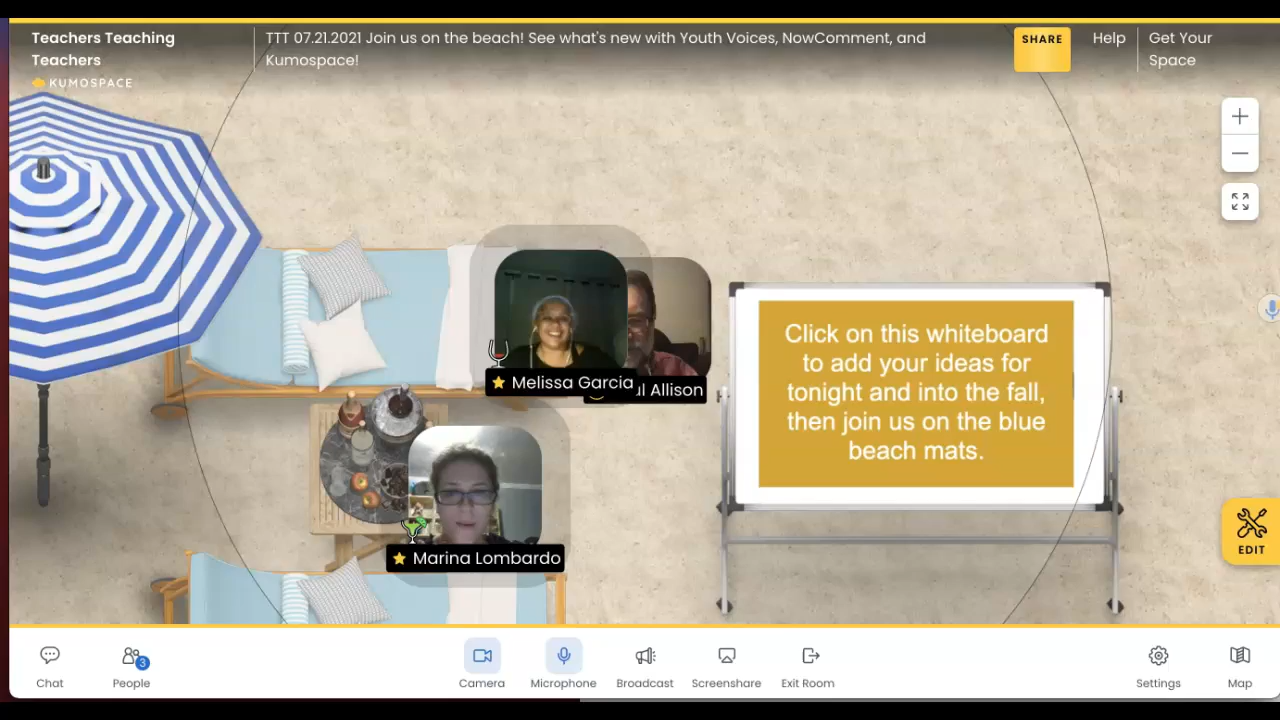 Teachers Teaching
Teachers
KUMOSPACE
TTT 07.21.2021 Join us on the beach! See what's new with Youth Voices, NowComment, and
Kumospace!
SHARE
Help
Get Your
Space
Click on this whiteboard
to add your ideas for
tonight and into the fall,
then join us on the blue
beach mats.
Melissa Garcia
Allison
Marina Lombardo
EDIT
Chat
3
People
Camera
Microphone
Broadcast
Screenshare
Exit Room
Settings
Map